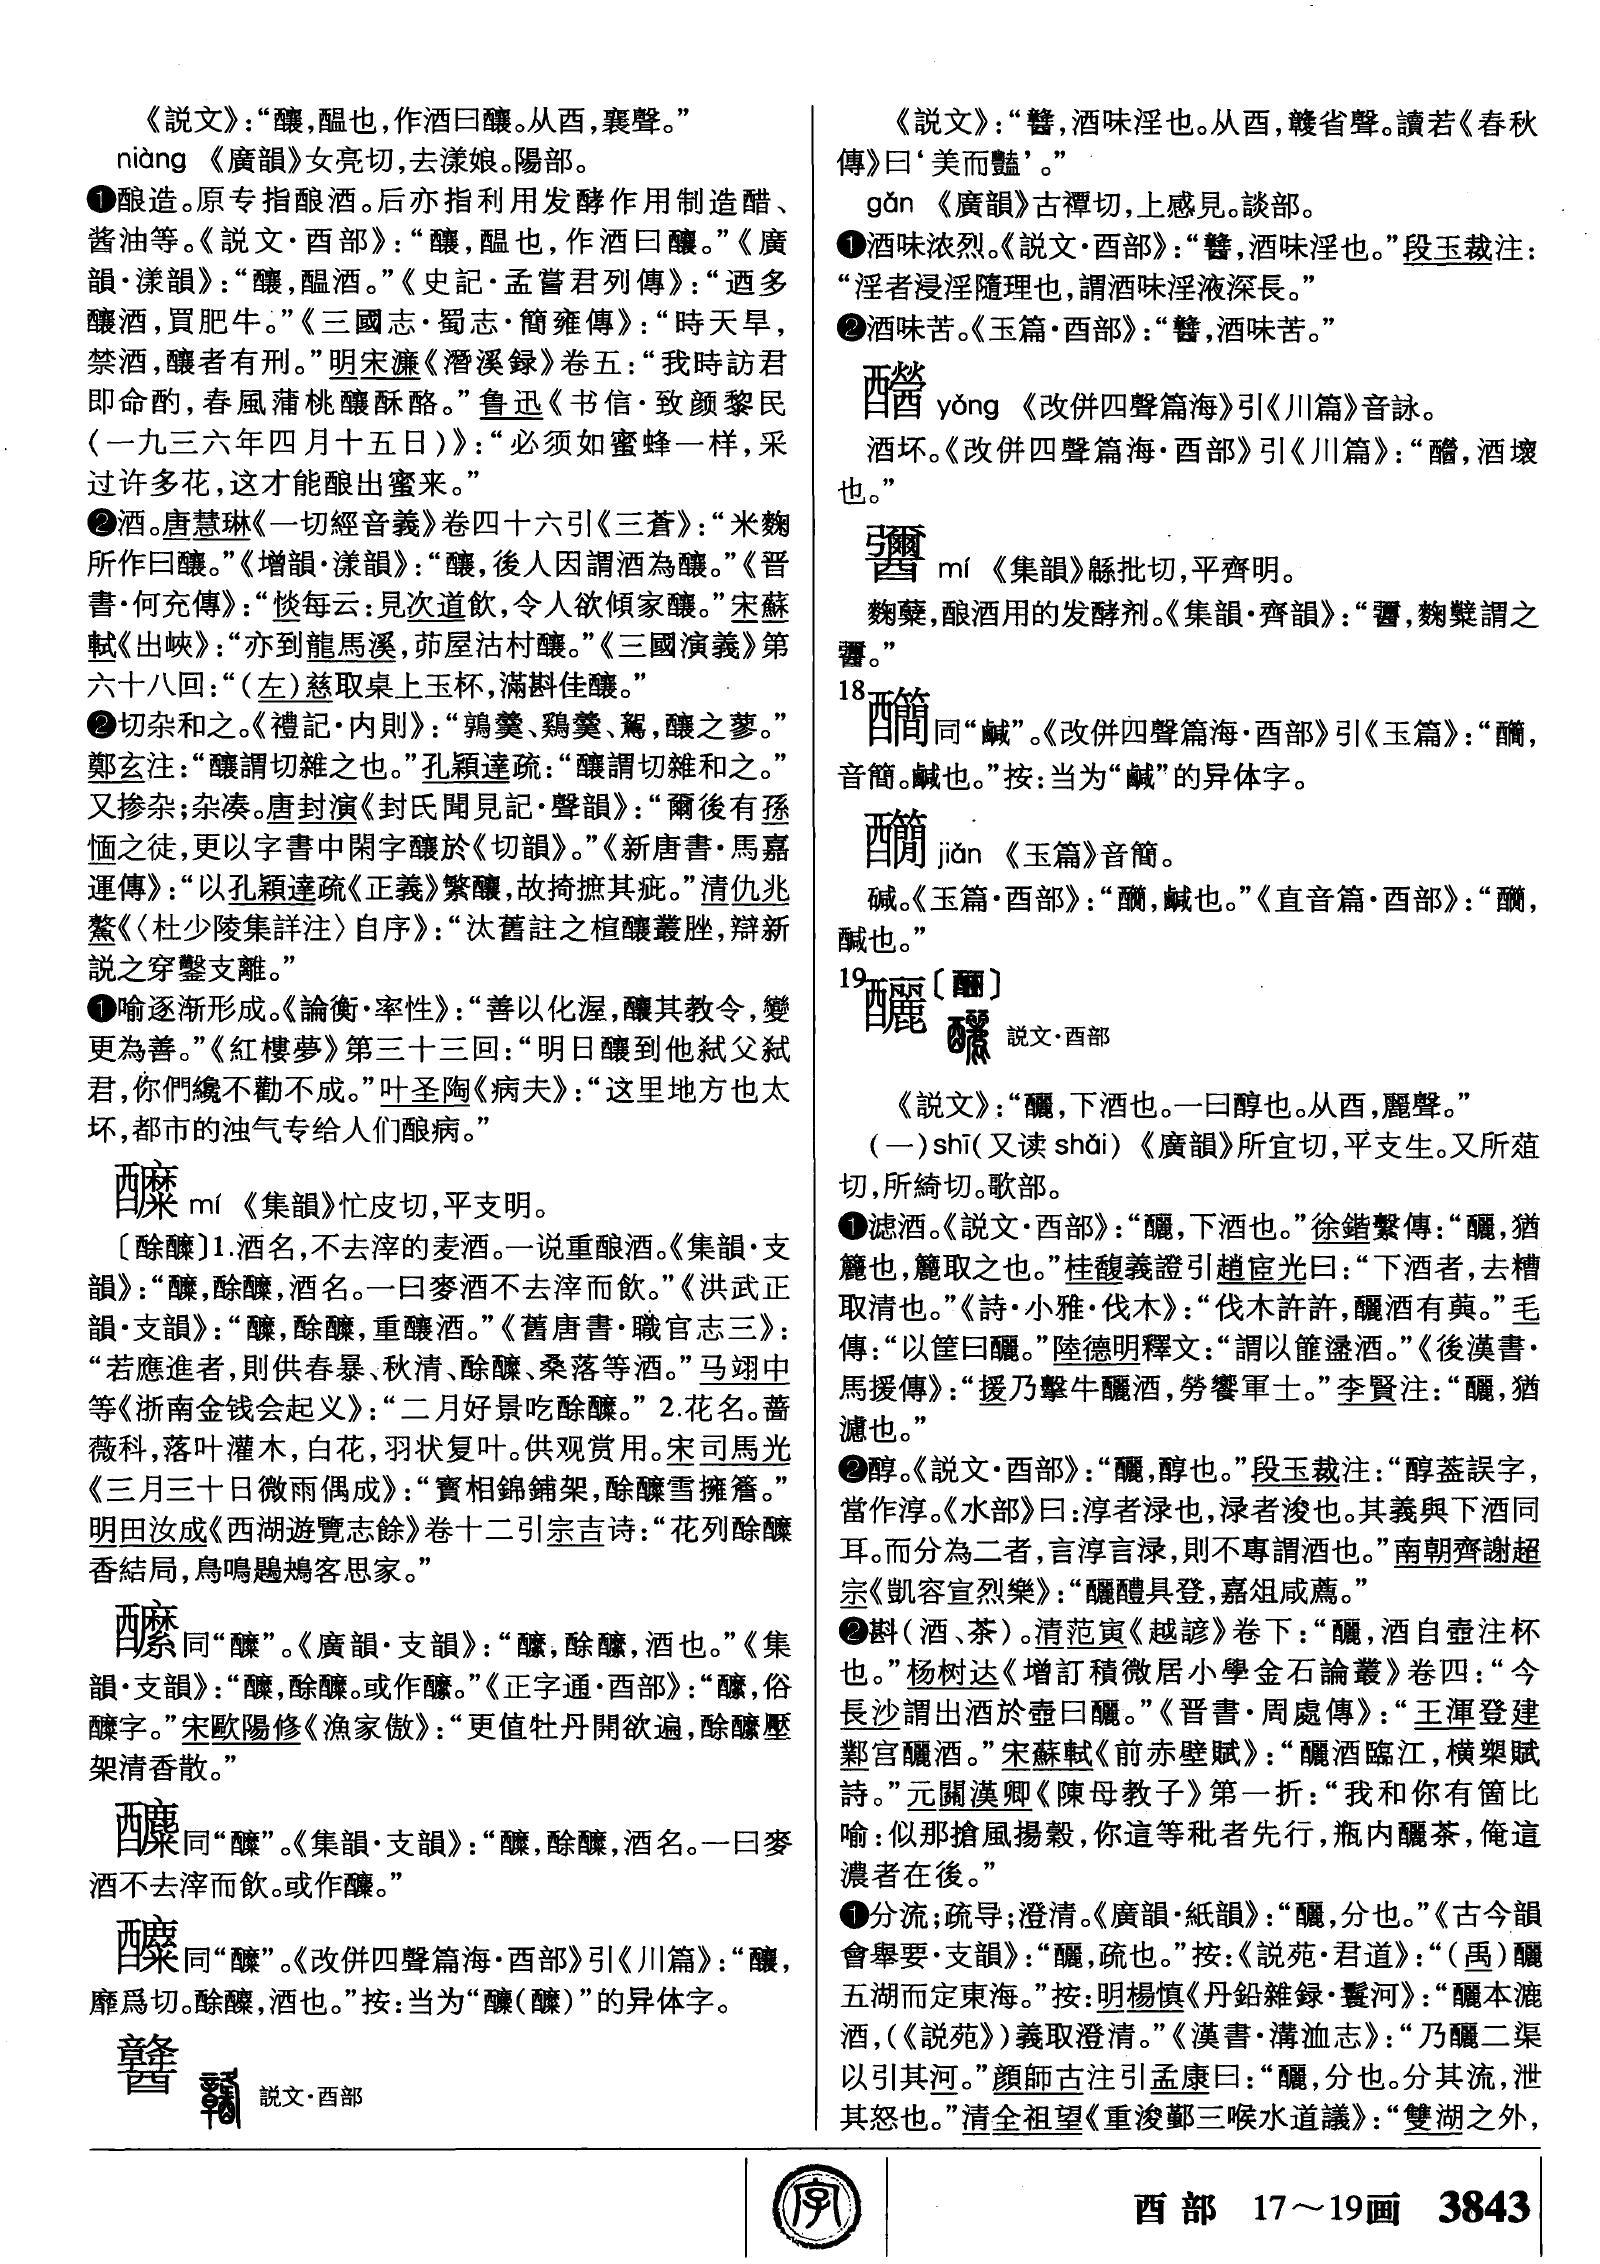 《説文》：“釀，醖也，作酒曰釀。从酉，襄聲。”
niàng 《廣韻》女亮切，去漾娘。陽部。
❶酿造。原专指酿酒。后亦指利用发酵作用制造醋、
酱油等。《説文·酉部》：“釀，醖也，作酒曰釀。”《廣
韻·漾韻》：“釀，醖酒。”《史記·孟嘗君列傳》：“迺多
釀酒，買肥牛。”《三國志·蜀志·簡雍傳》：“時天旱，
禁酒，釀者有刑。”明宋濂《潛溪録》卷五：“我時訪君
即命酌，春風蒲桃釀酥酪。”鲁迅《书信·致颜黎民
（一九三六年四月十五日）》：“必须如蜜蜂一样，采
过许多花，这才能酿出蜜来。”
❷酒。唐慧琳《一切經音義》卷四十六引《三蒼》：“米麴
所作曰釀。”《增韻·漾韻》：“釀，後人因謂酒為釀。”《晋
書·何充傳》：“惔每云：見次道飲，令人欲傾家釀。”宋蘇
軾《出峽》：“亦到龍馬溪，茆屋沽村釀。”《三國演義》第
六十八回：“（左）慈取桌上玉杯，滿斟佳釀。”
❷切杂和之。《禮記·内則》：“鶉羹、鷄羹、鴽，釀之蓼。”
鄭玄注：“釀謂切雜之也。”孔穎達疏：“釀謂切雜和之。”
又掺杂；杂凑。唐封演《封氏聞見記·聲韻》：“爾後有孫
愐之徒，更以字書中閑字釀於《切韻》。”《新唐書·馬嘉
運傳》：“以孔穎達疏《正義》繁釀，故掎摭其疵。”清仇兆
鰲《〈杜少陵集詳注〉自序》：“汰舊註之楦釀叢脞，辯新
説之穿鑿支離。”
❶喻逐渐形成。《論衡·率性》：“善以化渥，釀其教令，變
更為善。”《紅樓夢》第三十三回：“明日釀到他弑父弑
君，你們纔不勸不成。”叶圣陶《病夫》：“这里地方也太
坏，都市的浊气专给人们酿病。”
醾 mí 《集韻》忙皮切，平支明。
〔酴醾〕1.酒名，不去滓的麦酒。一说重酿酒。《集韻·支
韻》：“醾，酴醾，酒名。一曰麥酒不去滓而飲。”《洪武正
韻·支韻》：“醾，酴醾，重釀酒。”《舊唐書·職官志三》：
“若應進者，則供春暴、秋清、酴醾、桑落等酒。”马翊中
等《浙南金钱会起义》：“二月好景吃酴醾。” 2.花名。蔷
薇科，落叶灌木，白花，羽状复叶。供观赏用。宋司馬光
《三月三十日微雨偶成》：“寶相錦鋪架，酴醾雪擁簷。”
明田汝成《西湖遊覽志餘》卷十二引宗吉诗：“花列酴醾
香結局，鳥鳴鶗鴂客思家。”
同“醾”。《廣韻·支韻》：“酴醾，酒也。”《集
韻·支韻》：“醾，酴醾。或作。”《正字通·酉部》：“俗
醾字。”宋歐陽修《漁家傲》：“更值牡丹開欲遍，酴醾壓
架清香散。”
同“醾”。《集韻·支韻》：“醾，酴醾，酒名。一曰麥
酒不去滓而飲。或作。”
同“醾”。《改併四聲篇海·酉部》引《川篇》：“
靡爲切。酒也。”按：当为“醾”的异体字。
説文·酉部
《説文》：“酒味淫也。从酉，贛省聲。讀若《春秋
傳》曰‘美而豔’。”
gǎn 《廣韻》古禫切，上感見。談部。
❶酒味浓烈。《説文·酉部》：“酒味淫也。”段玉裁注：
“淫者浸淫隨理也，謂酒味淫液深長。”
❷酒味苦。《玉篇·酉部》：“酒味苦。”
yǒng 《改併四聲篇海》引《川篇》音詠。
酒坏。《改併四聲篇海·酉部》引《川篇》：“酒壞
也。”
mí 《集韻》緜批切，平齊明。
麴蘖，酿酒用的发酵剂。《集韻·齊韻》：“麴糱謂之
。”
18
同“鹹”。《改併四聲篇海·酉部》引《玉篇》：“
音簡。鹹也。”按：当为“鹹”的异体字。
jiǎn 《玉篇》音簡。
碱。《玉篇·酉部》：“鹹也。”《直音篇·酉部》：“
醎也。”
19
釃〔酾〕
説文·酉部
《説文》：“釃，下酒也。一曰醇也。从酉，麗聲。”
（一）shī（又读shāi） 《廣韻》所宜切，平支生。又所葅
切，所綺切。歌部。
❶滤酒。《説文·酉部》：“釃，下酒也。”徐鍇繫傳：“釃，猶
籭也，籭取之也。”桂馥義證引趙宧光曰：“下酒者，去糟
取清也。”《詩·小雅·伐木》：“伐木許許，釃酒有藇。”毛
傳：“以筐曰釃。”陸德明釋文：“謂以篚盪酒。”《後漢書·
馬援傳》：“援乃擊牛釃酒，勞饗軍士。”李賢注：“釃，猶
濾也。”
❷醇。《説文·酉部》：“釃，醇也。”段玉裁注：“醇葢誤字，
當作淳。《水部》曰：淳者渌也，渌者浚也。其義與下酒同
耳。而分為二者，言淳言渌，則不專謂酒也。”南朝齊謝超
宗《凱容宣烈樂》：“釃醴具登，嘉俎咸薦。”
❷斟（酒、茶）。清范寅《越諺》卷下：“釃，酒自壺注杯
也。”杨树达《增訂積微居小學金石論叢》卷四：“今
長沙謂出酒於壺曰釃。”《晋書·周處傳》：“王渾登建
鄴宫釃酒。”宋蘇軾《前赤壁賦》：“釃酒臨江，橫槊賦
詩。”元關漢卿《陳母教子》第一折：“我和你有箇比
喻：似那搶風揚穀，你這等秕者先行，瓶内釃茶，俺這
濃者在後。”
❶分流；疏导；澄清。《廣韻·紙韻》：“釃，分也。”《古今韻
會舉要·支韻》：“釃，疏也。”按：《説苑·君道》：“（禹）釃
五湖而定東海。”按：明楊慎《丹鉛雜録·釃河》：“釃本漉
酒，（《説苑》）義取澄清。”《漢書·溝洫志》：“乃釃二渠
以引其河。”顔師古注引孟康曰：“釃，分也。分其流，泄
其怒也。”清全祖望《重浚鄞三喉水道議》：“雙湖之外，
字
酉部 17～19画 3843